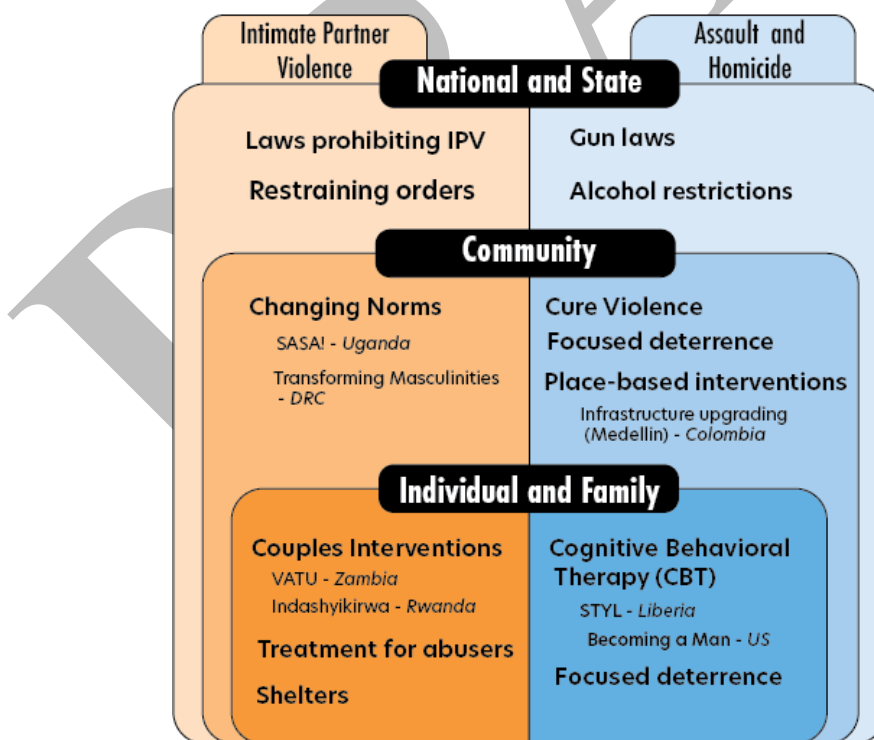 Intimate Partner
Violence
Assault and
Homicide
National and State
Laws prohibiting IPV
Restraining orders
Gun laws
Alcohol restrictions
Community
Changing Norms
SASA! - Uganda
Transforming Masculinities
- DRC
Cure Violence
Focused deterrence
Place-based interventions
Infrastructure upgrading
(Medellin) - Colombia
Individual and Family
Couples Interventions
VATU - Zambia
Indashyikirwa - Rwanda
Treatment for abusers
Shelters
Cognitive Behavioral
Therapy (CBT)
STYL - Liberia
Becoming a Man - US
Focused deterrence